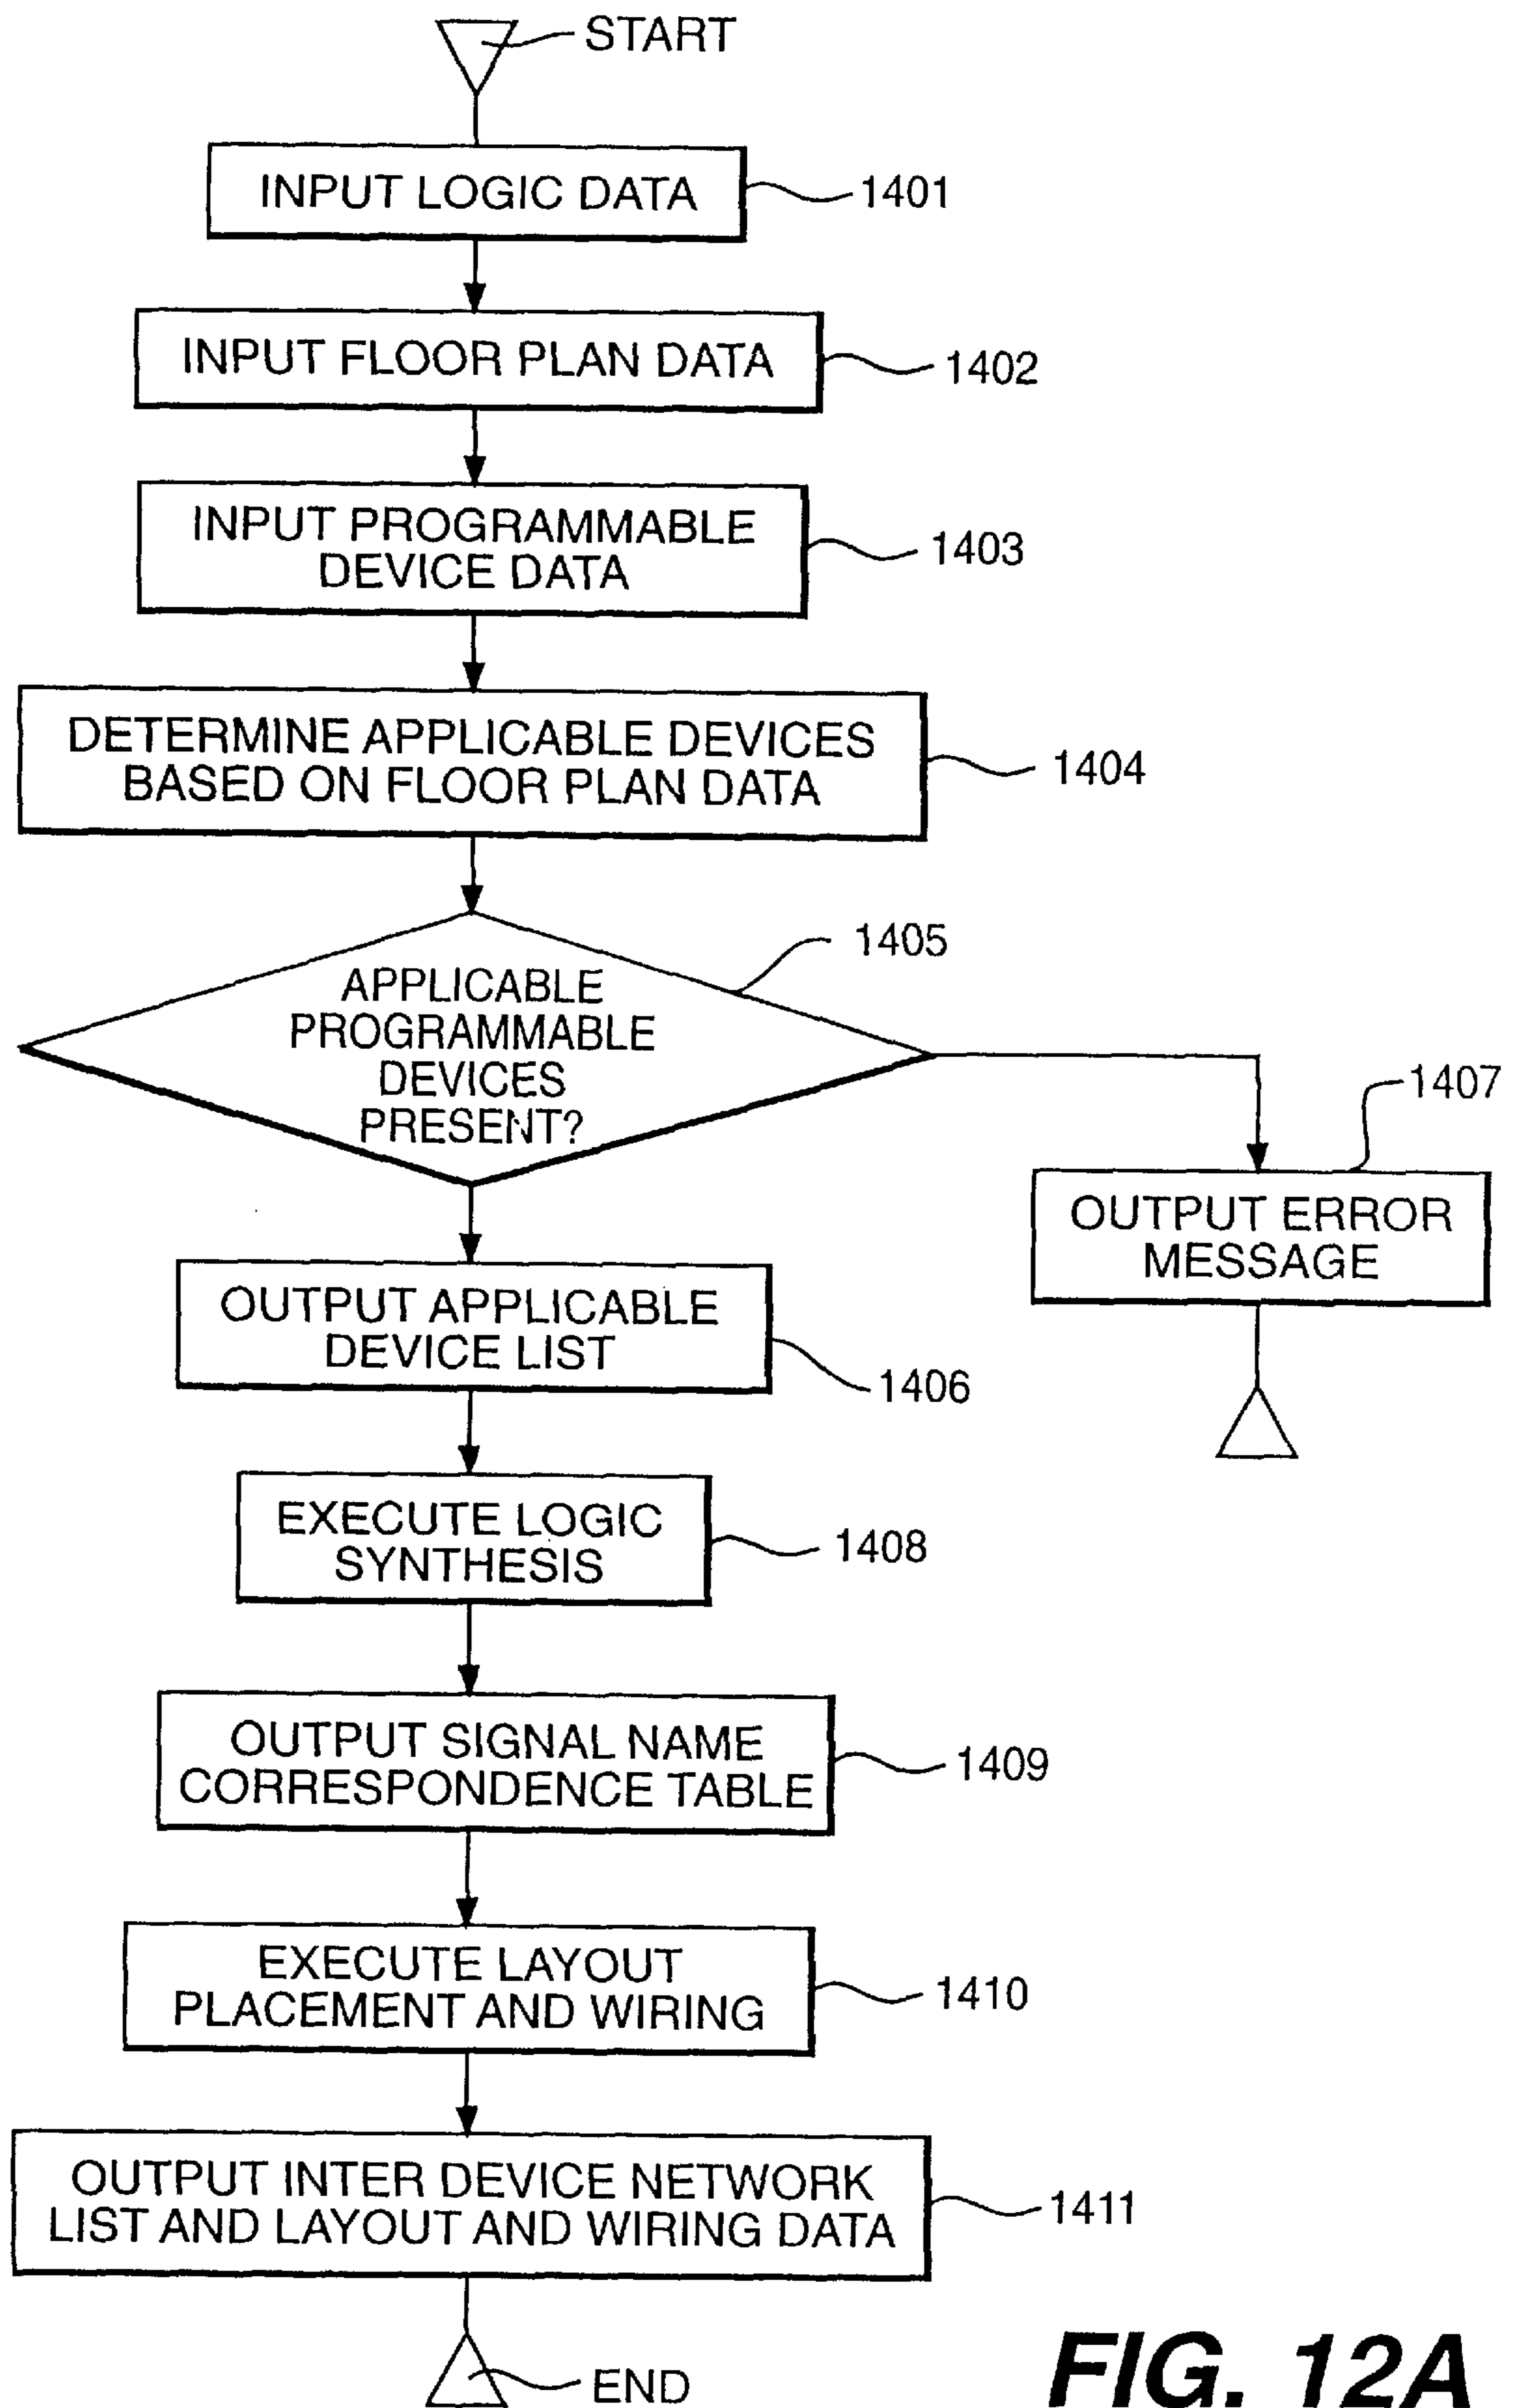 START
INPUT LOGIC DATA
1401
INPUT FLOOR PLAN DATA
1402
INPUT PROGRAMMABLE
DEVICE DATA
1403
DETERMINE APPLICABLE DEVICES
BASED ON FLOOR PLAN DATA
1404
1405
APPLICABLE
PROGRAMMABLE
DEVICES
PRESENT?
1407
OUTPUT ERROR
MESSAGE
OUTPUT APPLICABLE
DEVICE LIST
1406
EXECUTE LOGIC
SYNTHESIS
1408
OUTPUT SIGNAL NAME
CORRESPONDENCE TABLE
1409
EXECUTE LAYOUT
PLACEMENT AND WIRING
1410
OUTPUT INTER DEVICE NETWORK
LIST AND LAYOUT AND WIRING DATA
1411
END
FIG. 12A